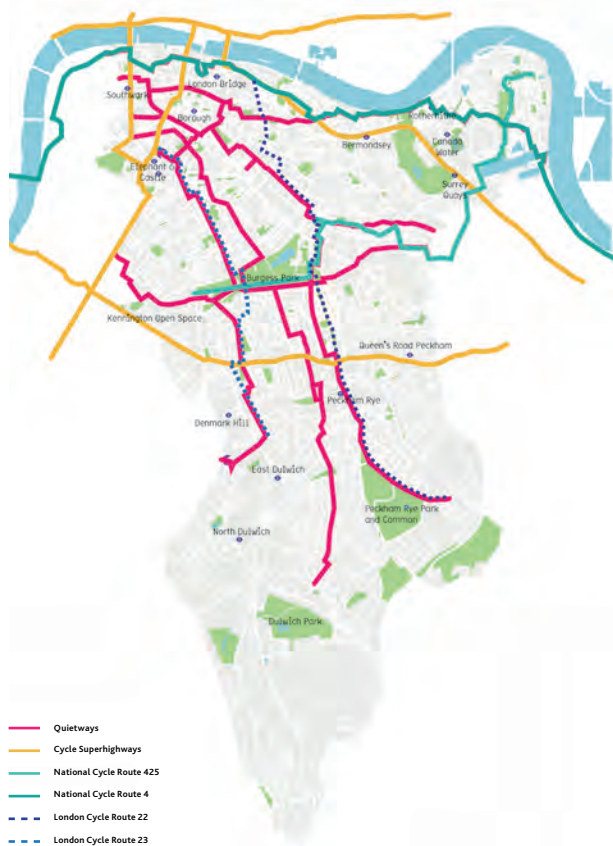 London Bridge
Southwark
Borough
Rotherhithe
Bermondsey
Canada
Water
Elephant &
Castle
Surrey
Quays
Burgess Park
Kennington Open Space
Queen's Road Peckham
Peckham Rye
Denmark Hill
East Dulwich
Peckham Rye Park
and Common
North Dulwich
Dulwich Park
Quietways
Cycle Superhighways
National Cycle Route 425
National Cycle Route 4
London Cycle Route 22
London Cycle Route 23